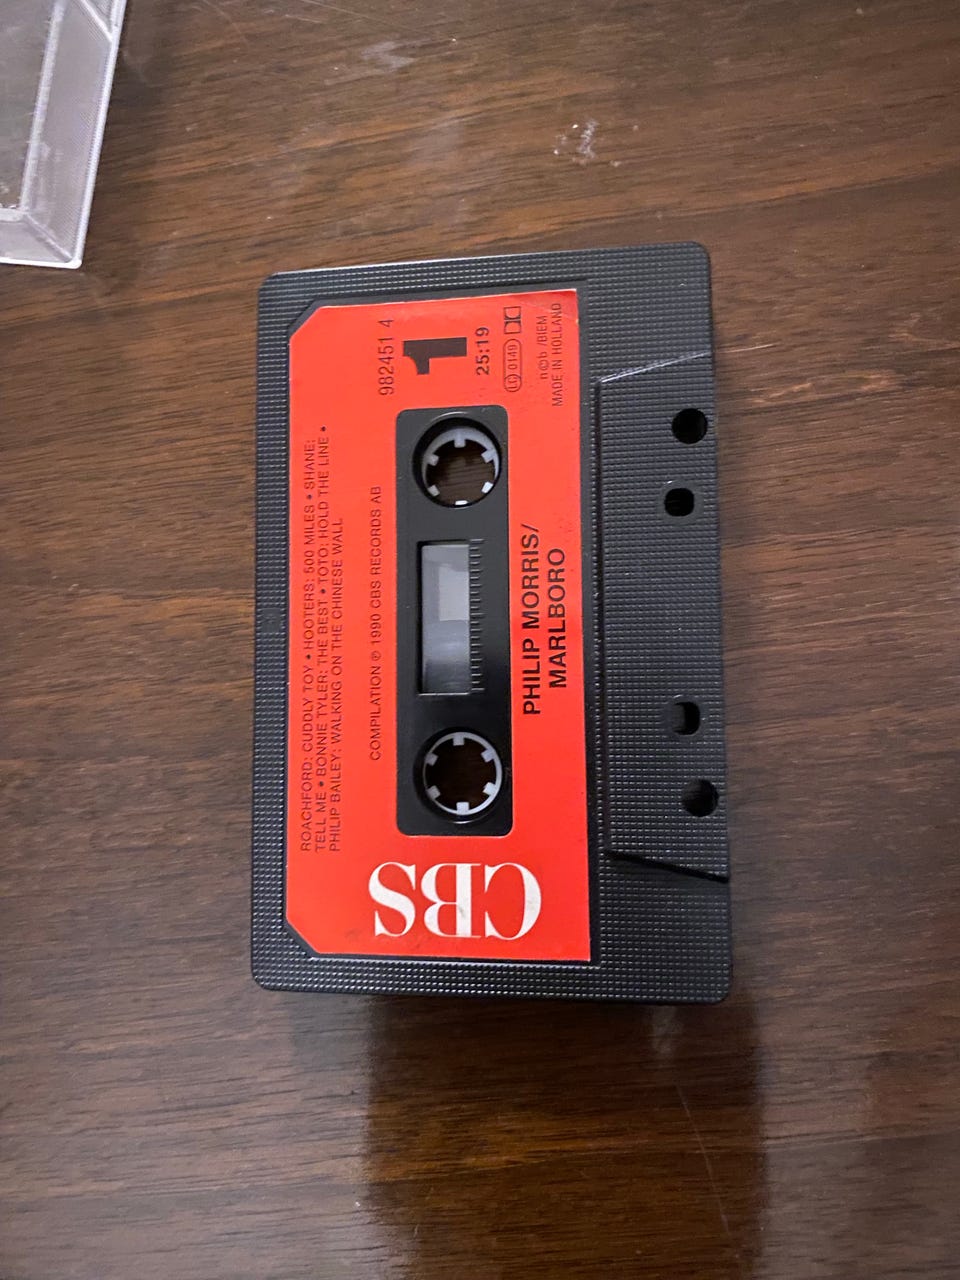 PHILIP MORRIS/
MARLBORO
982451 4
1
25:19
LC 0149
n©b /BIEM
MADE IN HOLLAND
CBS
COMPILATION ℗ 1990 CBS RECORDS AB
ROACHFORD: CUDDLY TOY • HOOTERS: 500 MILES • SHANE:
TELL ME • BONNIE TYLER: THE BEST • TOTO: HOLD THE LINE •
PHILIP BAILEY: WALKING ON THE CHINESE WALL